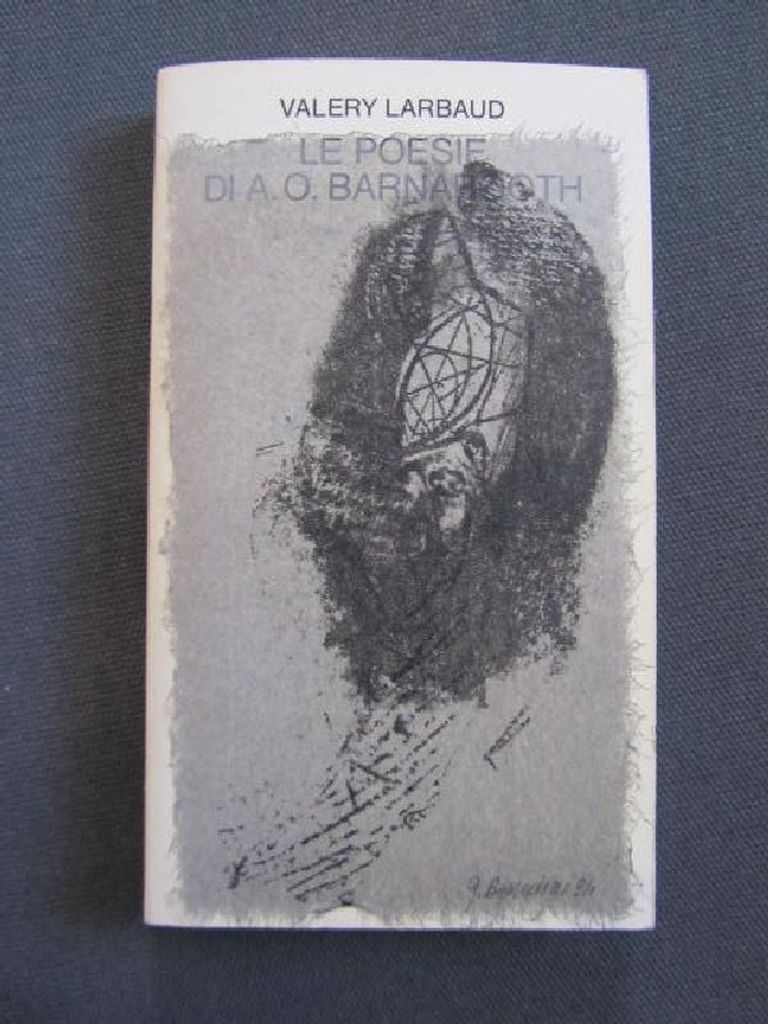 VALERY LARBAUD
LE POESIE
DI A. O. BARNABOOTH